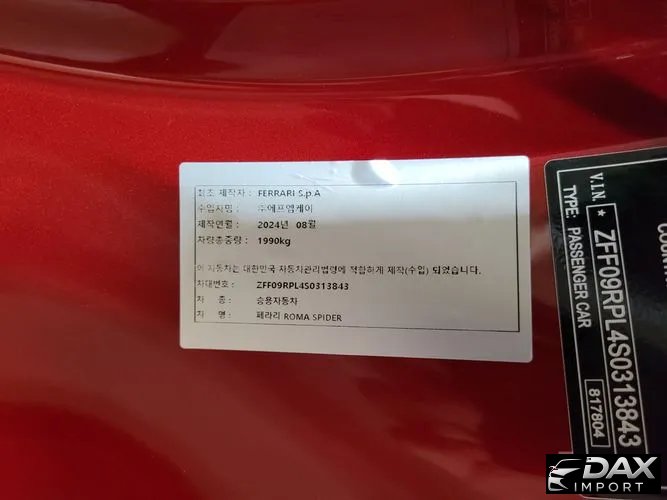 최초 제작자 : FERRARI S.p.A
수입자명 : ㈜에프엠케이
제작연월 : 2024년 08월
차량총중량 : 1990kg
이 자동차는 대한민국 자동차관리법령에 적합하게 제작(수입) 되었습니다.
차대번호 : ZFF09RPL4S0313843
차 종 : 승용자동차
차 명 : 페라리 ROMA SPIDER
V.I.N. * ZFF09RPL4S0313843
TYPE: PASSENGER CAR
817804
DAX
IMPORT